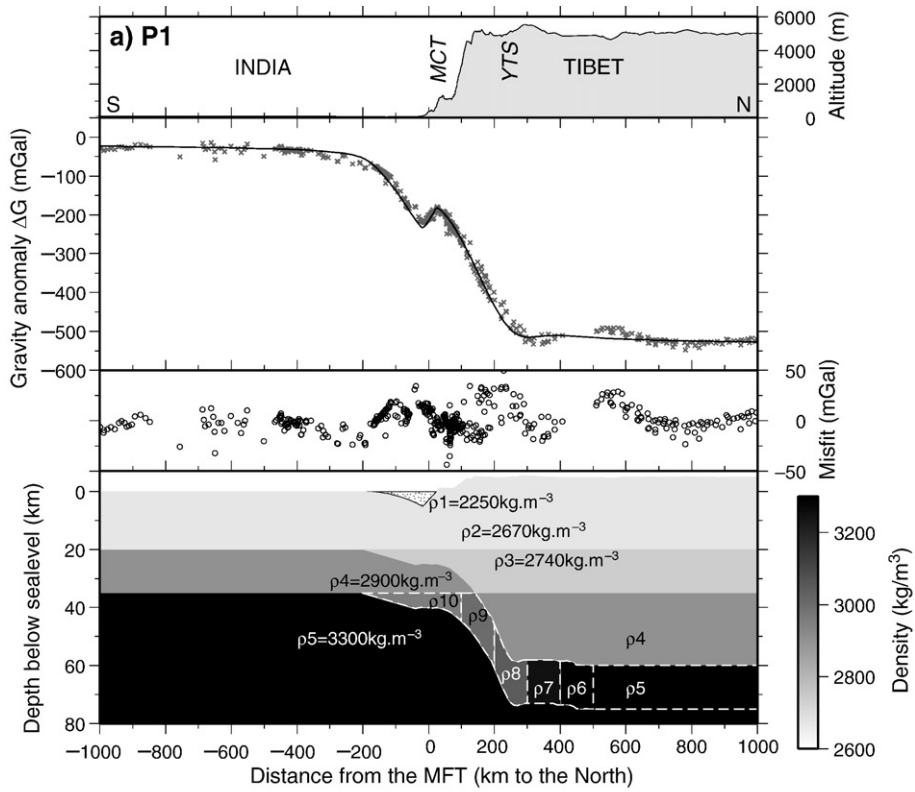 a) P1
INDIA
MCT
YTS
TIBET
S
N
6000
4000
2000
0
Altitude (m)
0
−100
−200
−300
−400
−500
−600
Gravity anomaly ΔG (mGal)
50
0
−50
Misfit (mGal)
0
20
40
60
80
Depth below sealevel (km)
ρ1=2250kg.m⁻³
ρ2=2670kg.m⁻³
ρ3=2740kg.m⁻³
ρ4=2900kg.m⁻³
ρ10
ρ9
ρ5=3300kg.m⁻³
ρ4
ρ8
ρ7
ρ6
ρ5
3200
3000
2800
2600
Density (kg/m³)
−1000 −800 −600 −400 −200 0 200 400 600 800 1000
Distance from the MFT (km to the North)